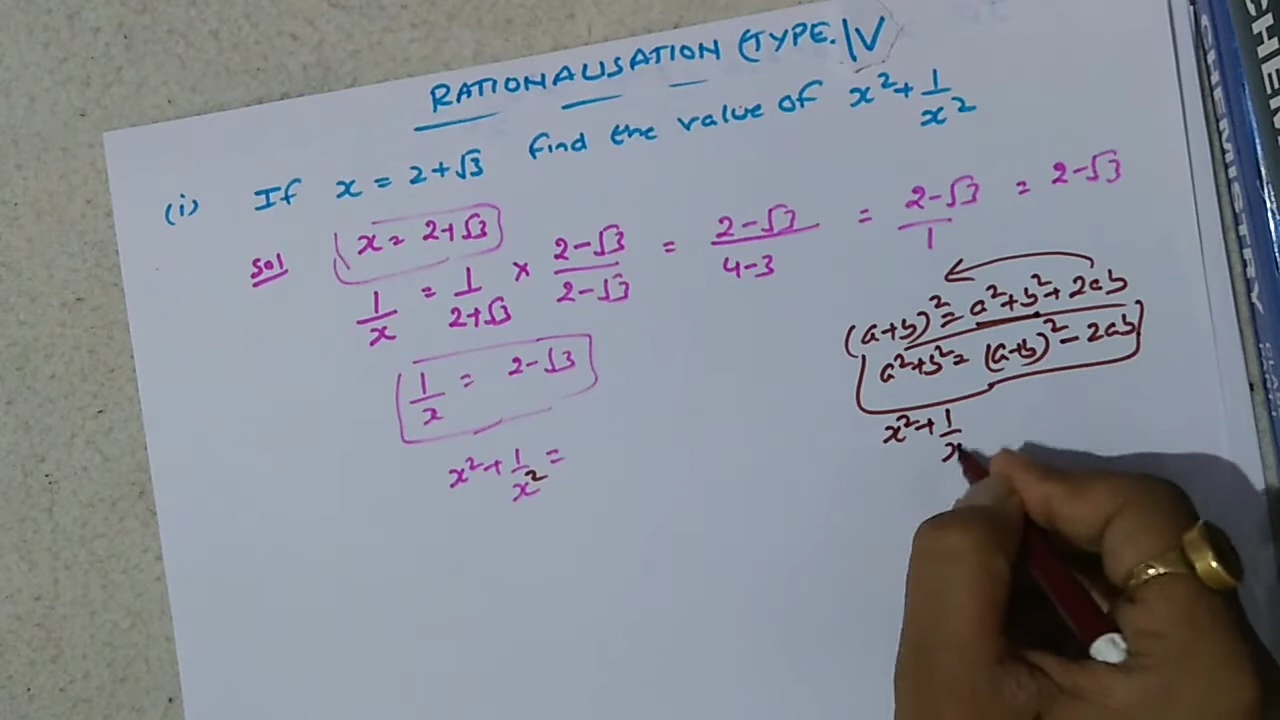 RATIONALISATION (TYPE.IV
(i) If x = 2+√3 find the value of x²+1/x²
Sol x = 2+√3
1/x = 1/(2+√3) × (2-√3)/(2-√3) = (2-√3)/(4-3) = (2-√3)/1 = 2-√3
1/x = 2-√3
x²+1/x² =
(a+b)² = a²+b²+2ab
a²+b² = (a+b)²-2ab
x²+1/x
CHEMISTRY
CHEM